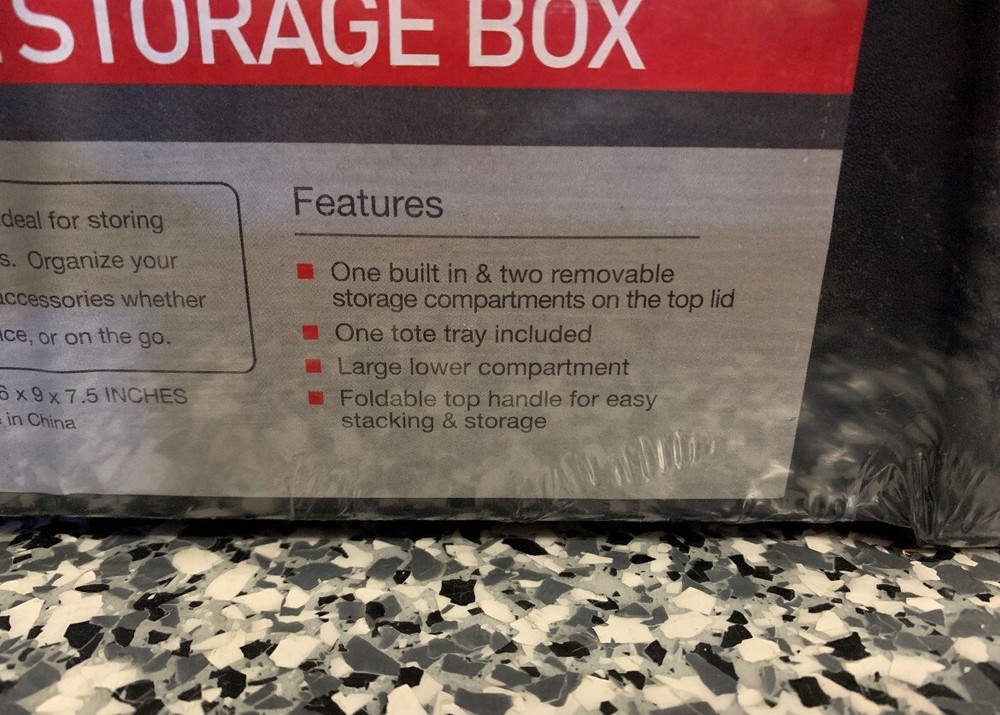 STORAGE BOX
deal for storing
s. Organize your
accessories whether
ice, or on the go.
6 x 9 x 7.5 INCHES
in China
Features
One built in & two removable
storage compartments on the top lid
One tote tray included
Large lower compartment
Foldable top handle for easy
stacking & storage